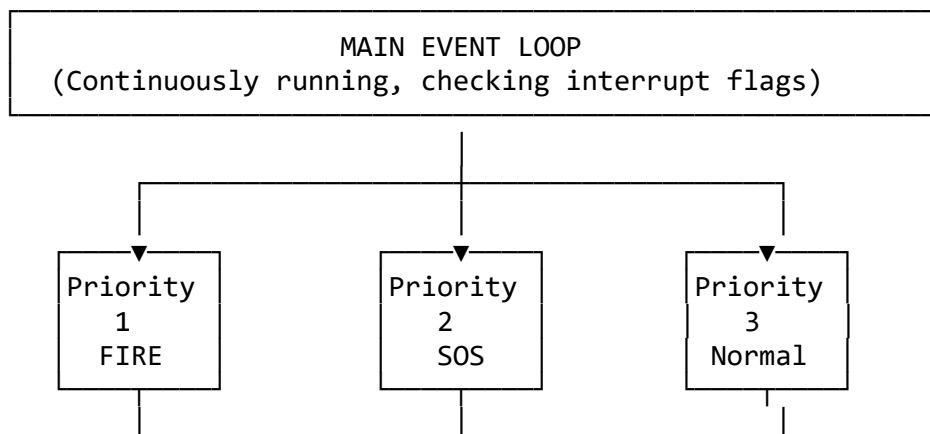 MAIN EVENT LOOP
(Continuously running, checking interrupt flags)
Priority Priority Priority
1 2 3
FIRE SOS Normal